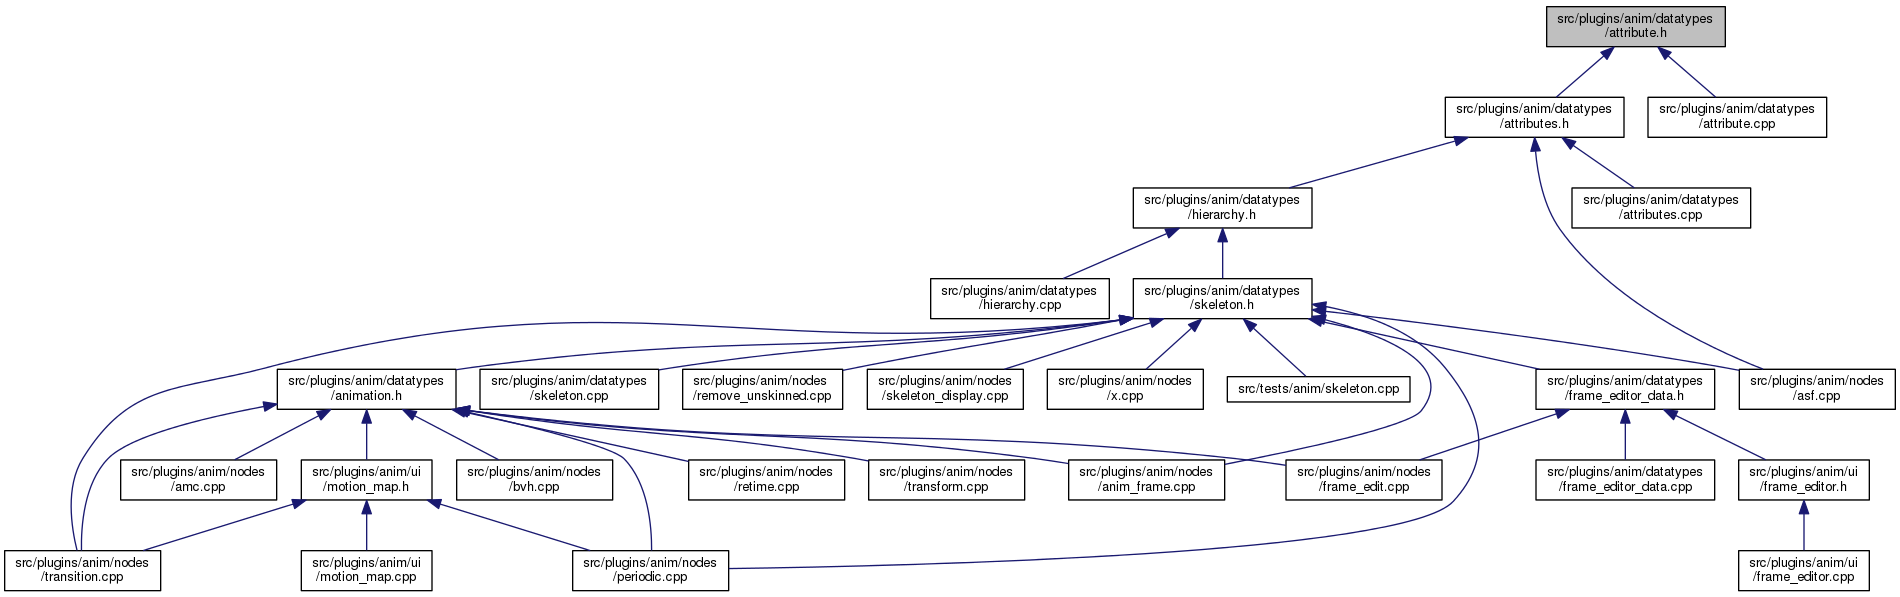 src/plugins/anim/datatypes
/attribute.h
src/plugins/anim/datatypes
/attributes.h
src/plugins/anim/datatypes
/attribute.cpp
src/plugins/anim/datatypes
/hierarchy.h
src/plugins/anim/datatypes
/attributes.cpp
src/plugins/anim/datatypes
/hierarchy.cpp
src/plugins/anim/datatypes
/skeleton.h
src/plugins/anim/datatypes
/animation.h
src/plugins/anim/datatypes
/skeleton.cpp
src/plugins/anim/nodes
/remove_unskinned.cpp
src/plugins/anim/nodes
/skeleton_display.cpp
src/plugins/anim/nodes
/x.cpp
src/tests/anim/skeleton.cpp
src/plugins/anim/datatypes
/frame_editor_data.h
src/plugins/anim/nodes
/asf.cpp
src/plugins/anim/nodes
/amc.cpp
src/plugins/anim/ui
/motion_map.h
src/plugins/anim/nodes
/bvh.cpp
src/plugins/anim/nodes
/retime.cpp
src/plugins/anim/nodes
/transform.cpp
src/plugins/anim/nodes
/anim_frame.cpp
src/plugins/anim/nodes
/frame_edit.cpp
src/plugins/anim/datatypes
/frame_editor_data.cpp
src/plugins/anim/ui
/frame_editor.h
src/plugins/anim/nodes
/transition.cpp
src/plugins/anim/ui
/motion_map.cpp
src/plugins/anim/nodes
/periodic.cpp
src/plugins/anim/ui
/frame_editor.cpp